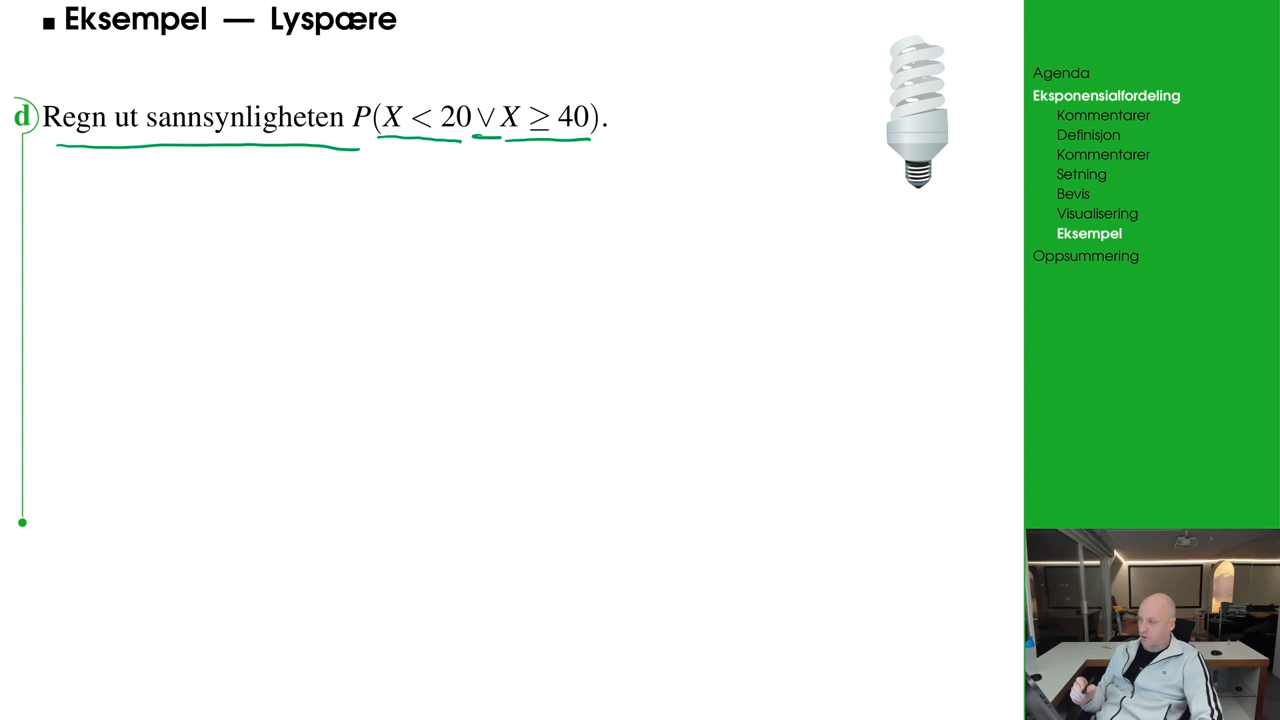 ■ Eksempel — Lyspære
d) Regn ut sannsynligheten P(X < 20 ∨ X ≥ 40).
Agenda
Eksponensialfordeling
Kommentarer
Definisjon
Kommentarer
Setning
Bevis
Visualisering
Eksempel
Oppsummering